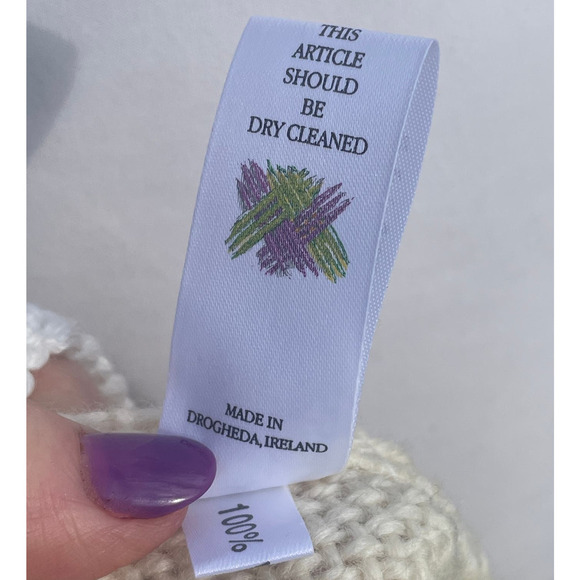 THIS
ARTICLE
SHOULD
BE
DRY CLEANED
MADE IN
DROGHEDA, IRELAND
100%